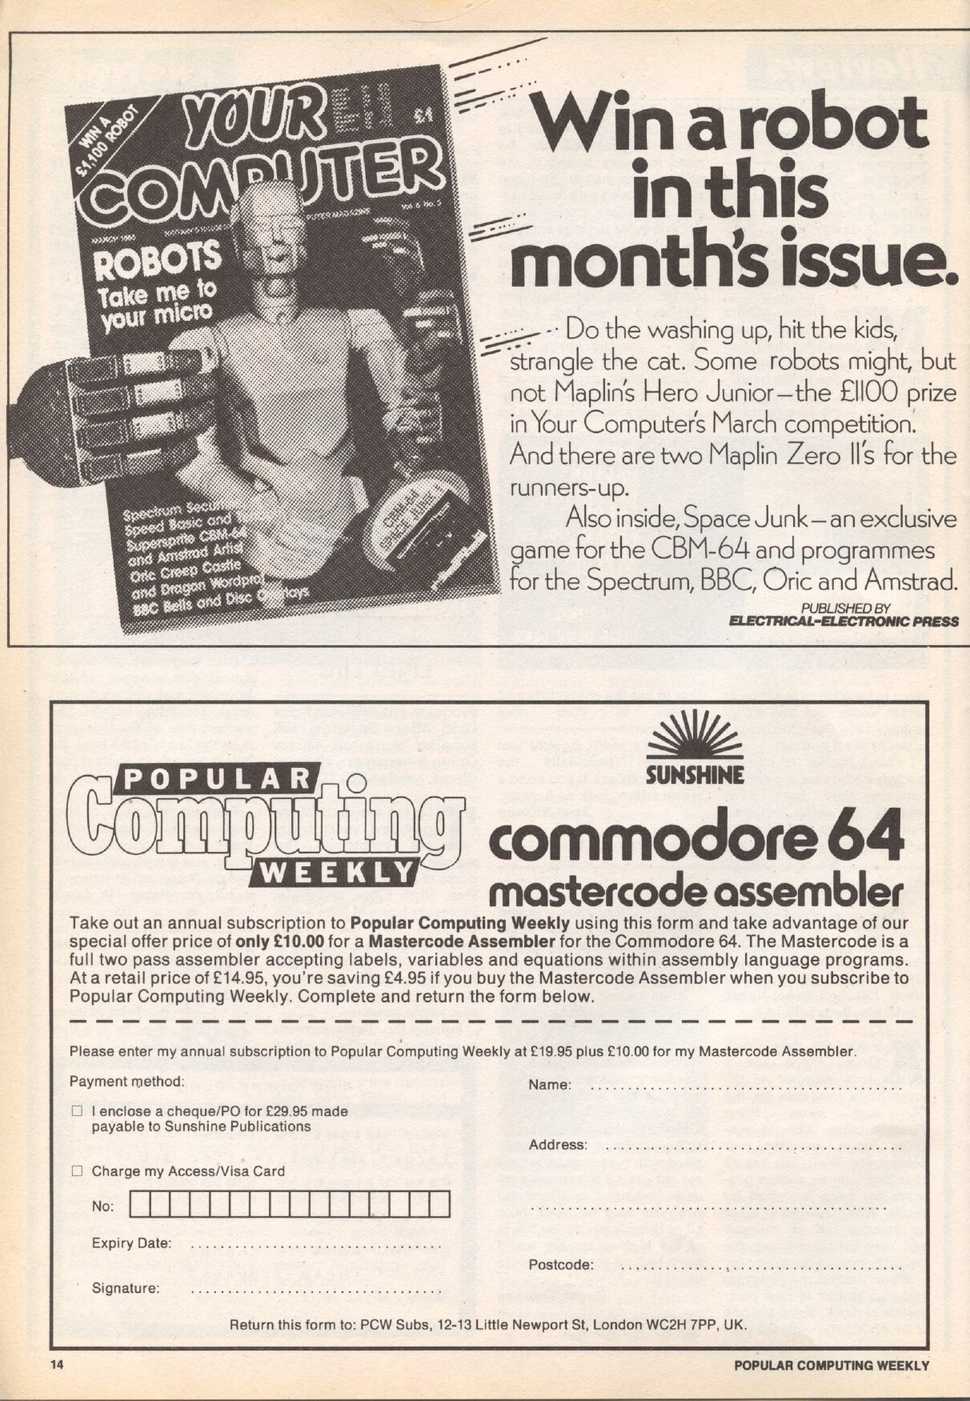 WIN A
£1,100 ROBOT
YOUR
COMPUTER
£1
MARCH 1985
Vol. 5 No. 3
ROBOTS
Take me to
your micro
Spectrum
Speed Basic and
Supersprite CBM-64
and Amstrad Artist
Oric Creep Castle
and Dragon
BBC Bells and Disc
CBM-64
SPACE JUNK
Win a robot
in this
month's issue.
Do the washing up, hit the kids,
strangle the cat. Some robots might, but
not Maplin's Hero Junior—the £1100 prize
in Your Computer's March competition.
And there are two Maplin Zero II's for the
runners-up.
Also inside, Space Junk—an exclusive
game for the CBM-64 and programmes
for the Spectrum, BBC, Oric and Amstrad.
PUBLISHED BY
ELECTRICAL-ELECTRONIC PRESS
POPULAR
Computing
WEEKLY
SUNSHINE
commodore 64
mastercode assembler
Take out an annual subscription to Popular Computing Weekly using this form and take advantage of our
special offer price of only £10.00 for a Mastercode Assembler for the Commodore 64. The Mastercode is a
full two pass assembler accepting labels, variables and equations within assembly language programs.
At a retail price of £14.95, you're saving £4.95 if you buy the Mastercode Assembler when you subscribe to
Popular Computing Weekly. Complete and return the form below.
Please enter my annual subscription to Popular Computing Weekly at £19.95 plus £10.00 for my Mastercode Assembler.
Payment method:
I enclose a cheque/PO for £29.95 made
payable to Sunshine Publications
Charge my Access/Visa Card
No:
Expiry Date:
Signature:
Name:
Address:
Postcode:
Return this form to: PCW Subs, 12-13 Little Newport St, London WC2H 7PP, UK.
14
POPULAR COMPUTING WEEKLY